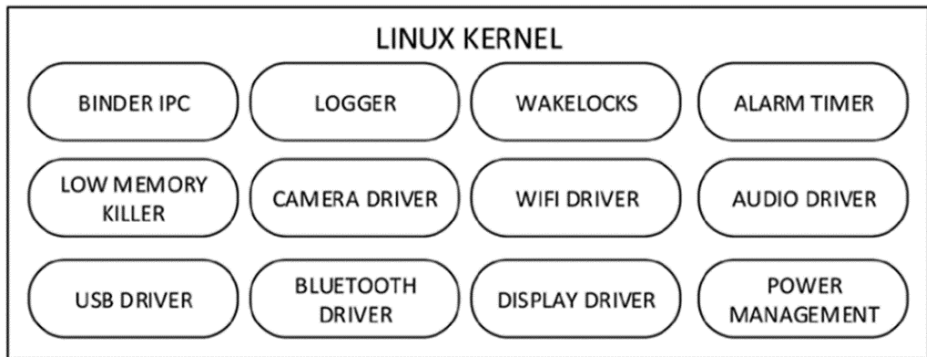 LINUX KERNEL
BINDER IPC
LOGGER
WAKELOCKS
ALARM TIMER
LOW MEMORY
KILLER
CAMERA DRIVER
WIFI DRIVER
AUDIO DRIVER
USB DRIVER
BLUETOOTH
DRIVER
DISPLAY DRIVER
POWER
MANAGEMENT